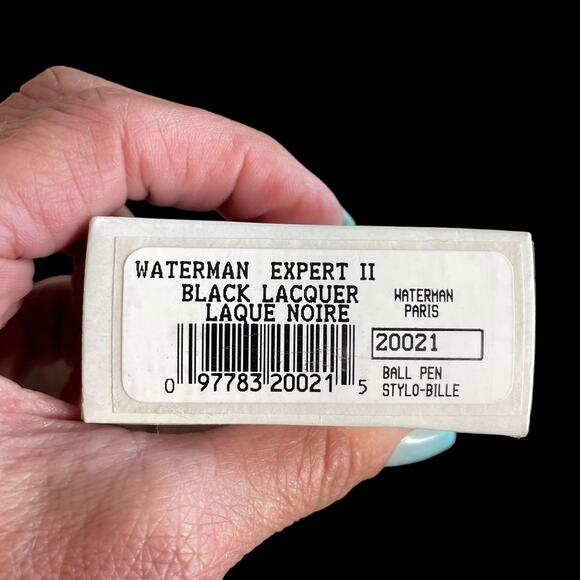 WATERMAN EXPERT II
BLACK LACQUER
LAQUE NOIRE
WATERMAN
PARIS
20021
BALL PEN
STYLO-BILLE
0 97783 20021 5